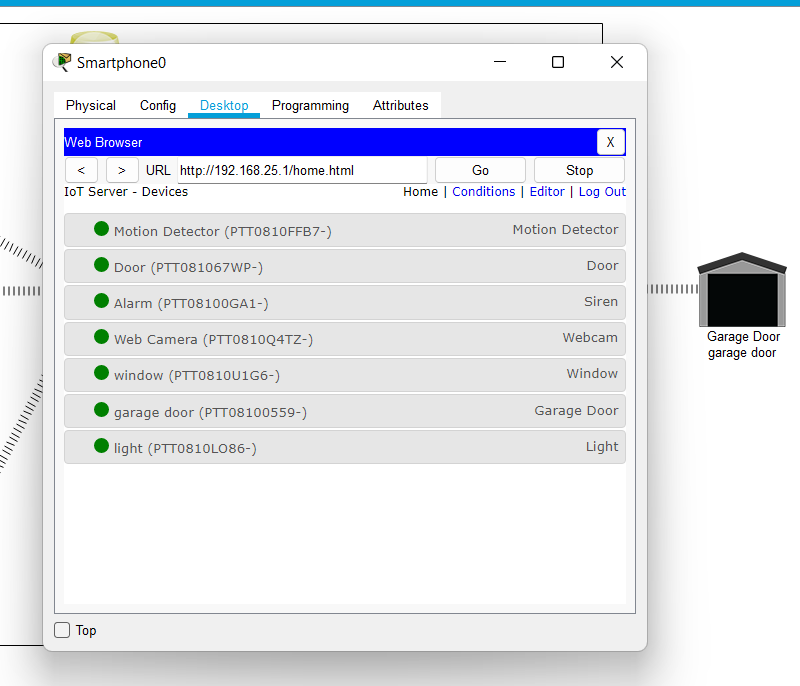 Smartphone0
Physical Config Desktop Programming Attributes
Web Browser X
< > URL http://192.168.25.1/home.html Go Stop
IoT Server - Devices Home | Conditions | Editor | Log Out
Motion Detector (PTT0810FFB7-) Motion Detector
Door (PTT081067WP-) Door
Alarm (PTT08100GA1-) Siren
Web Camera (PTT0810Q4TZ-) Webcam
window (PTT0810U1G6-) Window
garage door (PTT08100559-) Garage Door
light (PTT0810LO86-) Light
Top
Garage Door
garage door